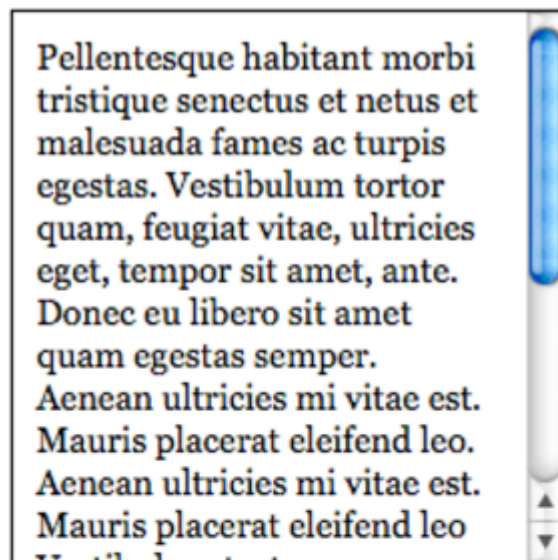 Pellentesque habitant morbi
tristique senectus et netus et
malesuada fames ac turpis
egestas. Vestibulum tortor
quam, feugiat vitae, ultricies
eget, tempor sit amet, ante.
Donec eu libero sit amet
quam egestas semper.
Aenean ultricies mi vitae est.
Mauris placerat eleifend leo.
Aenean ultricies mi vitae est.
Mauris placerat eleifend leo